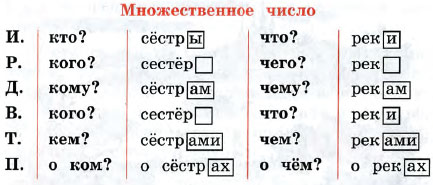 Множественное число
И. кто? сёстры что? реки
Р. кого? сестёр чего? рек
Д. кому? сёстрам чему? рекам
В. кого? сестёр что? реки
Т. кем? сёстрами чем? реками
П. о ком? о сёстрах о чём? о реках